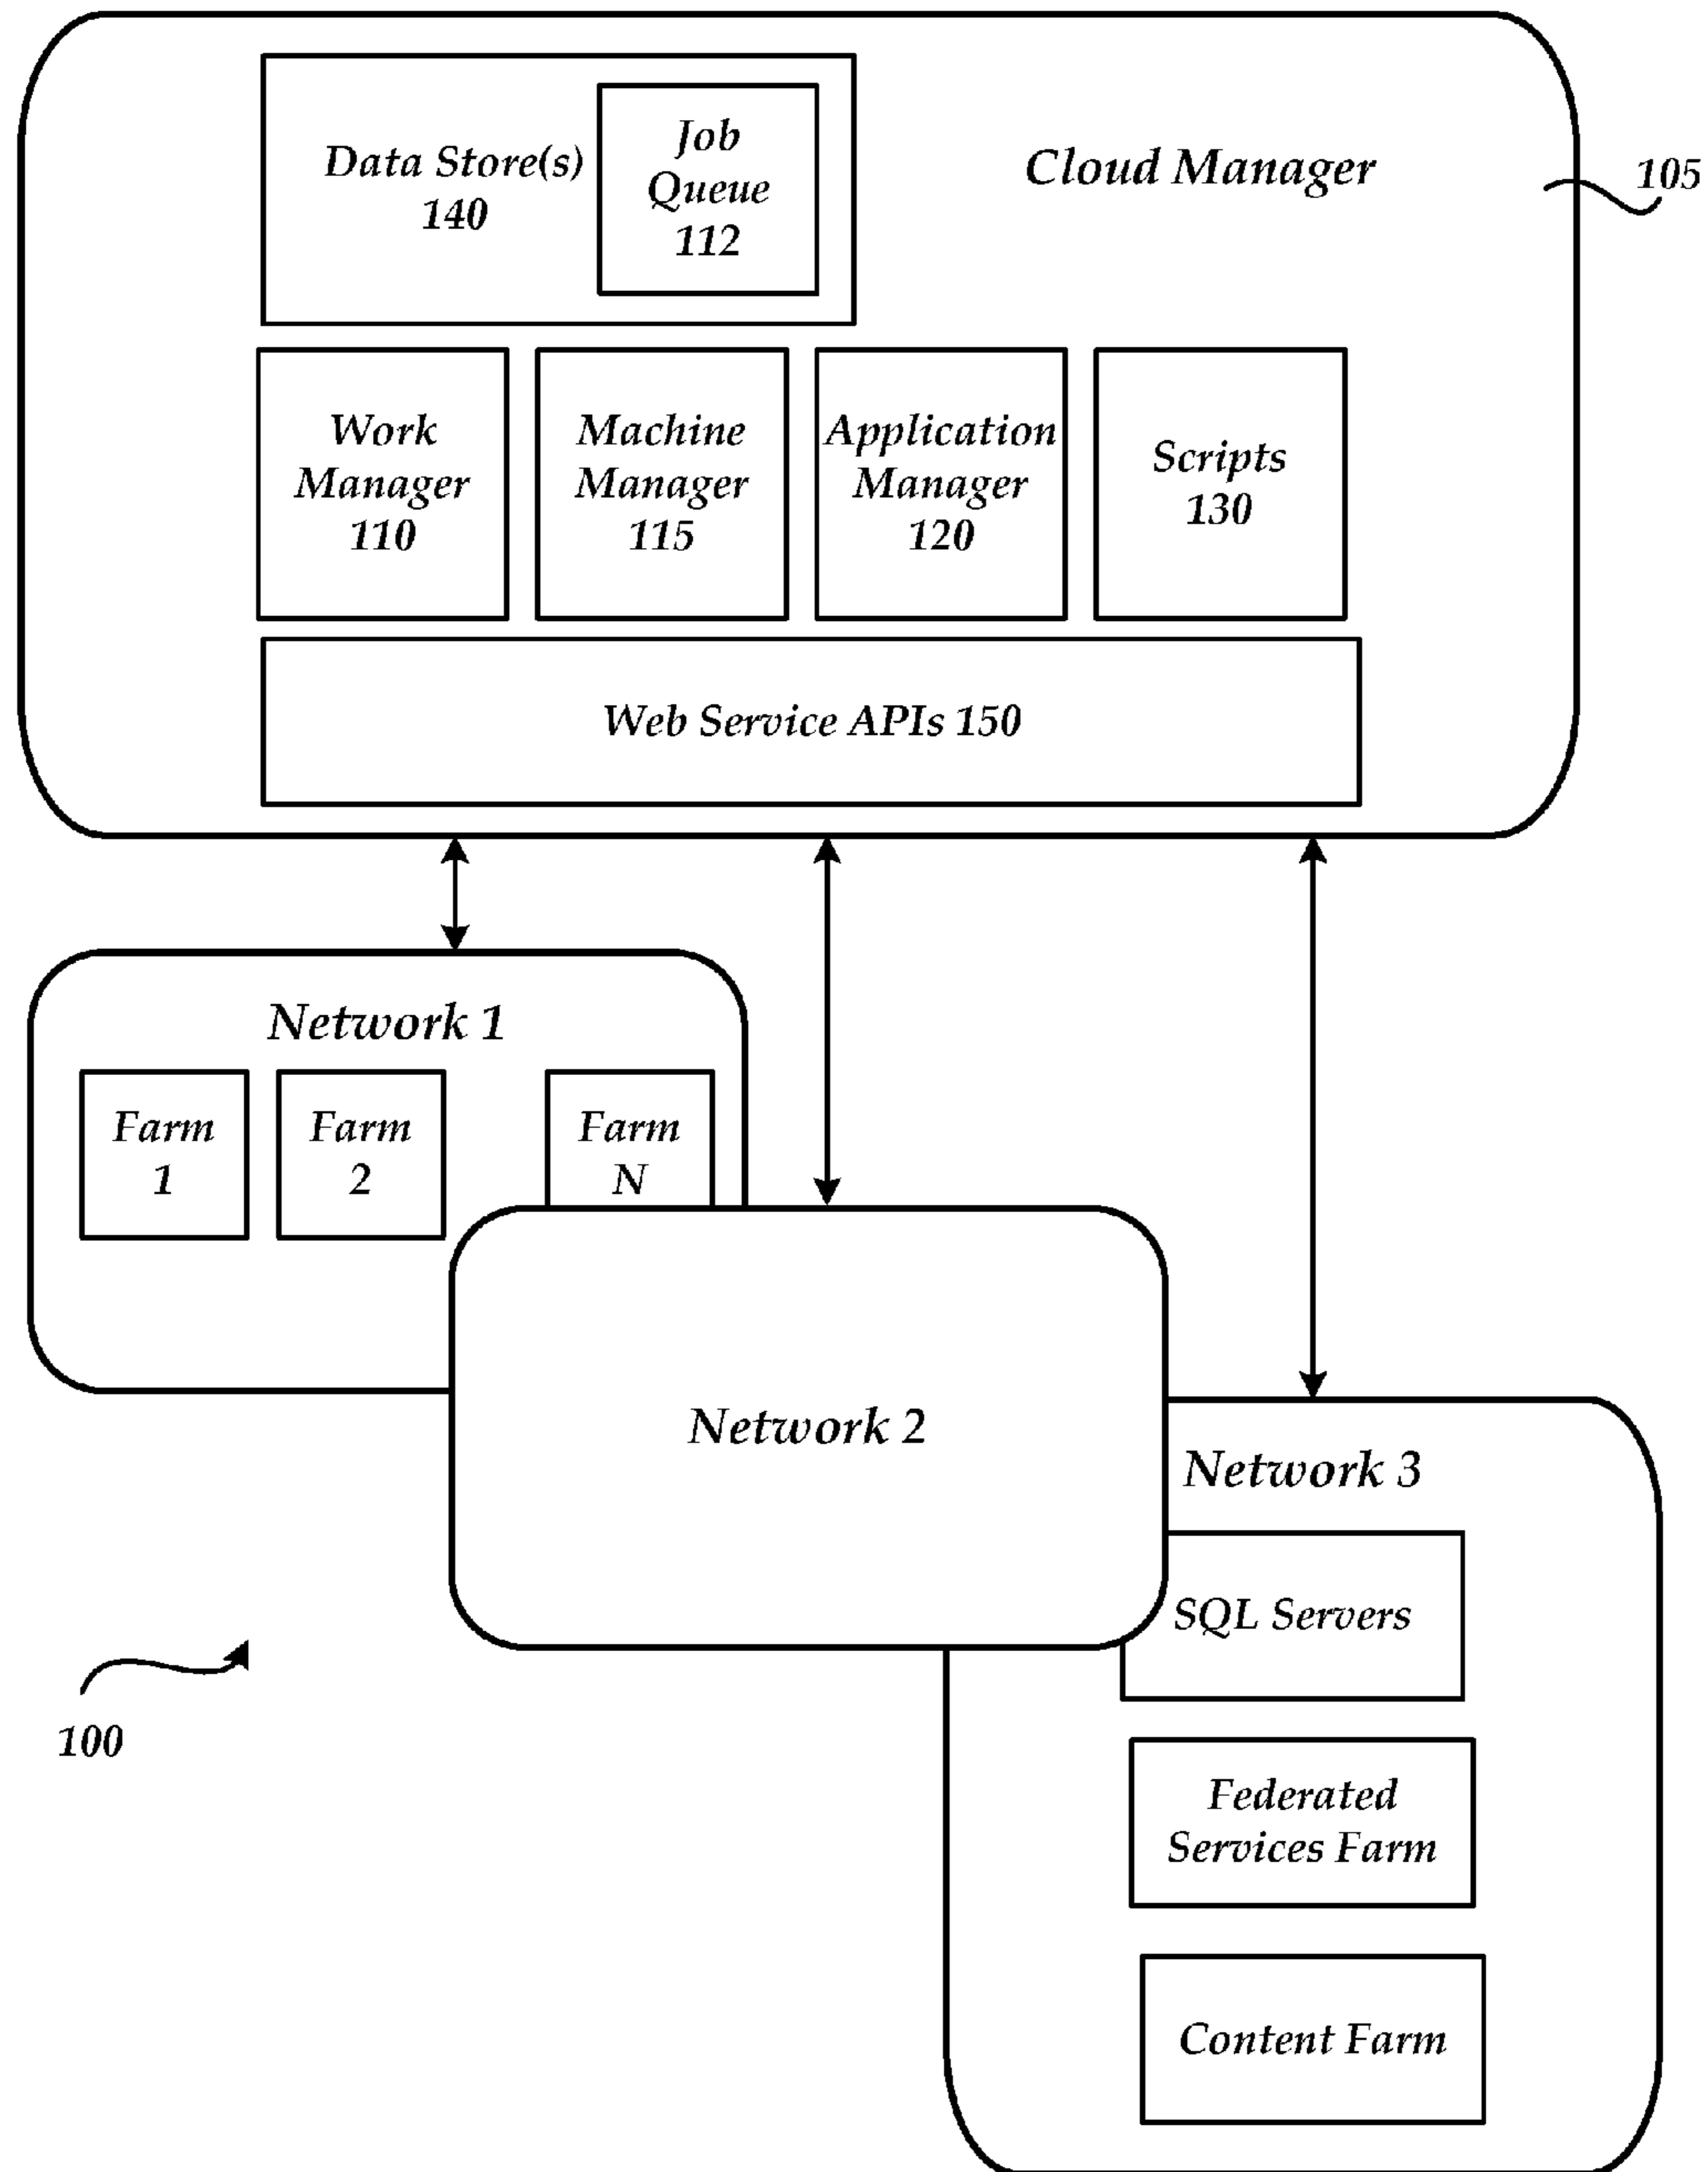 Data Store(s)
140
Job
Queue
112
Cloud Manager
105
Work
Manager
110
Machine
Manager
115
Application
Manager
120
Scripts
130
Web Service APIs 150
Network 1
Farm
1
Farm
2
Farm
N
Network 2
Network 3
SQL Servers
Federated
Services Farm
Content Farm
100